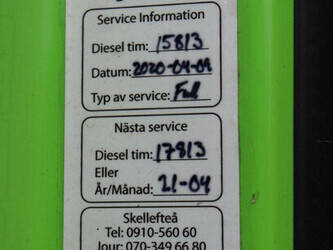 Service Information
Diesel tim: 15813
Datum: 2020-04-09
Typ av service: Full
Nästa service
Diesel tim: 17813
Eller
År/Månad: 21-04
Skellefteå
Tel: 0910-560 60
Jour: 070-349 66 80